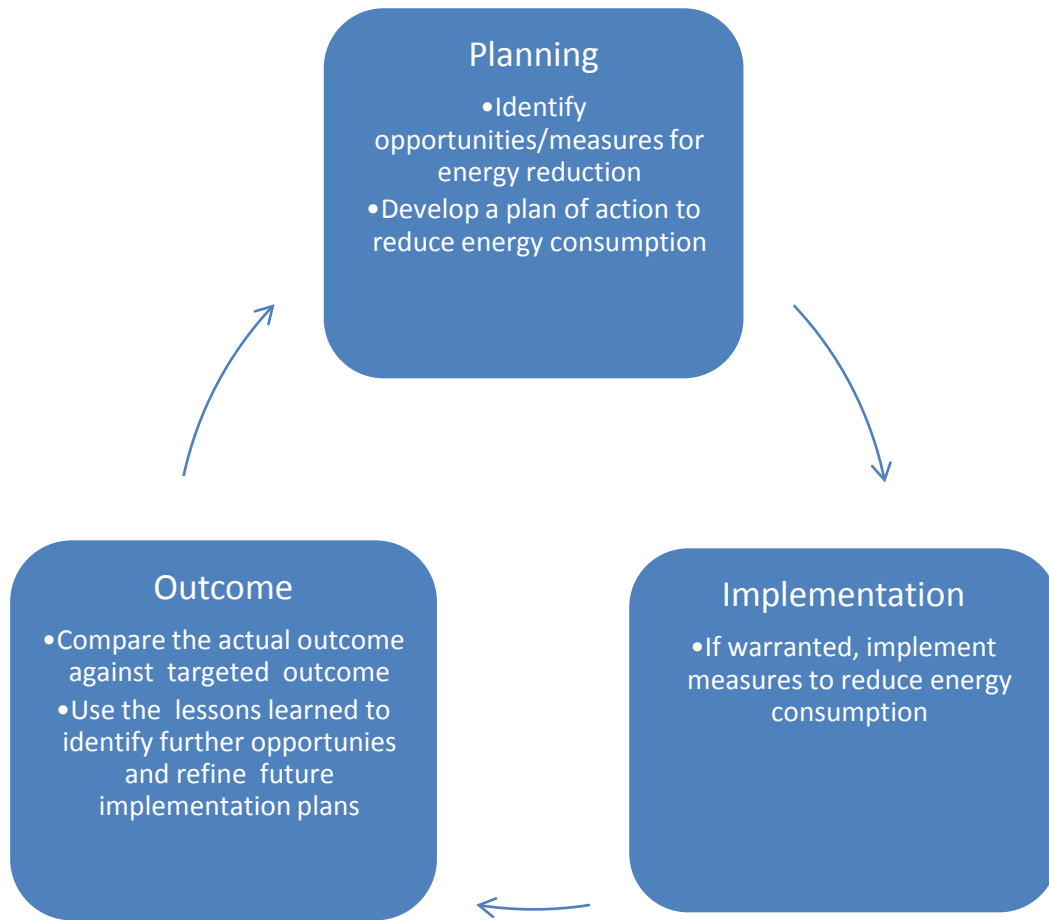 Planning
•Identify
opportunities/measures for
energy reduction
•Develop a plan of action to
reduce energy consumption
Outcome
•Compare the actual outcome
against targeted outcome
•Use the lessons learned to
identify further opportunies
and refine future
implementation plans
Implementation
•If warranted, implement
measures to reduce energy
consumption